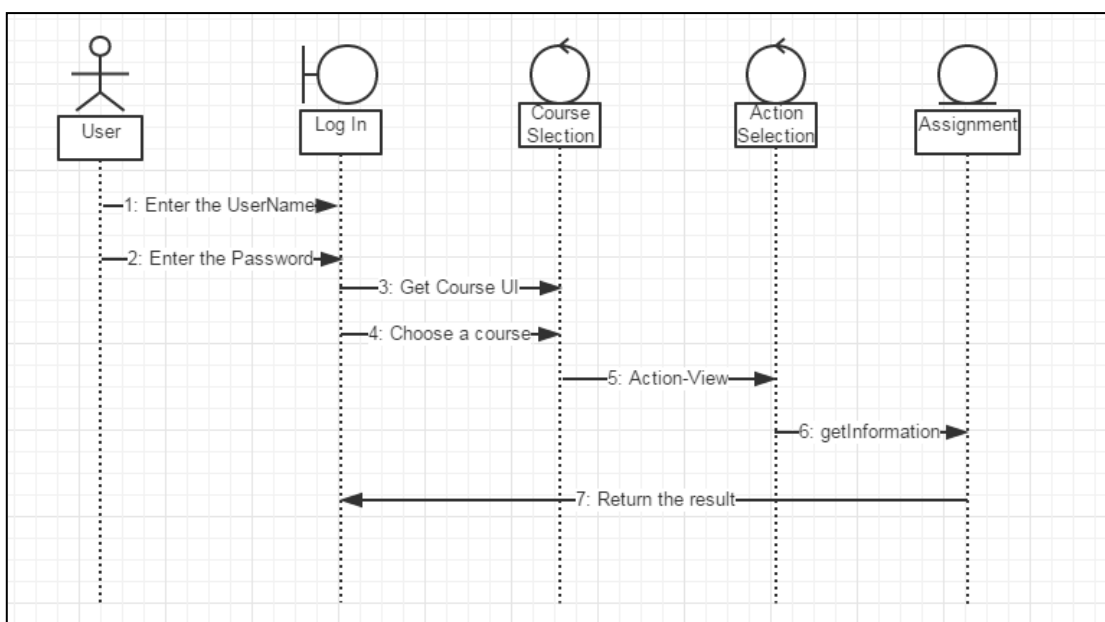 User
Log In
Course
Slection
Action
Selection
Assignment
1: Enter the UserName
2: Enter the Password
3: Get Course UI
4: Choose a course
5: Action-View
6: getInformation
7: Return the result